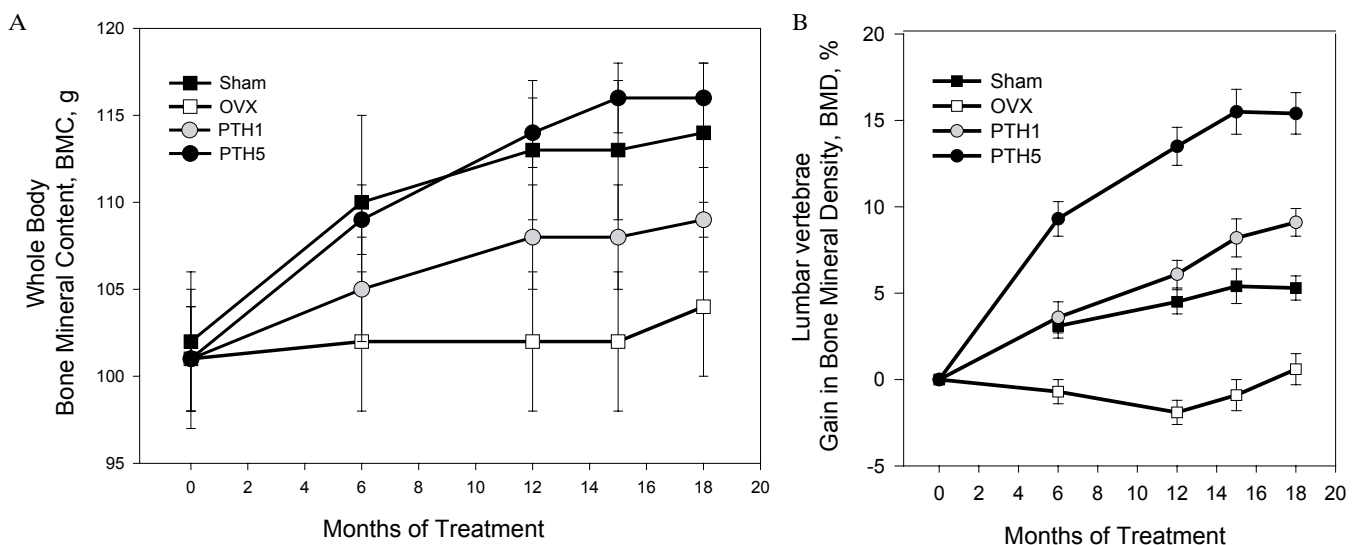 A
Whole Body
Bone Mineral Content, BMC, g
120
115
110
105
100
95
Sham
OVX
PTH1
PTH5
0 2 4 6 8 10 12 14 16 18 20
Months of Treatment
B
Lumbar vertebrae
Gain in Bone Mineral Density, BMD, %
20
15
10
5
0
-5
Sham
OVX
PTH1
PTH5
0 2 4 6 8 10 12 14 16 18 20
Months of Treatment